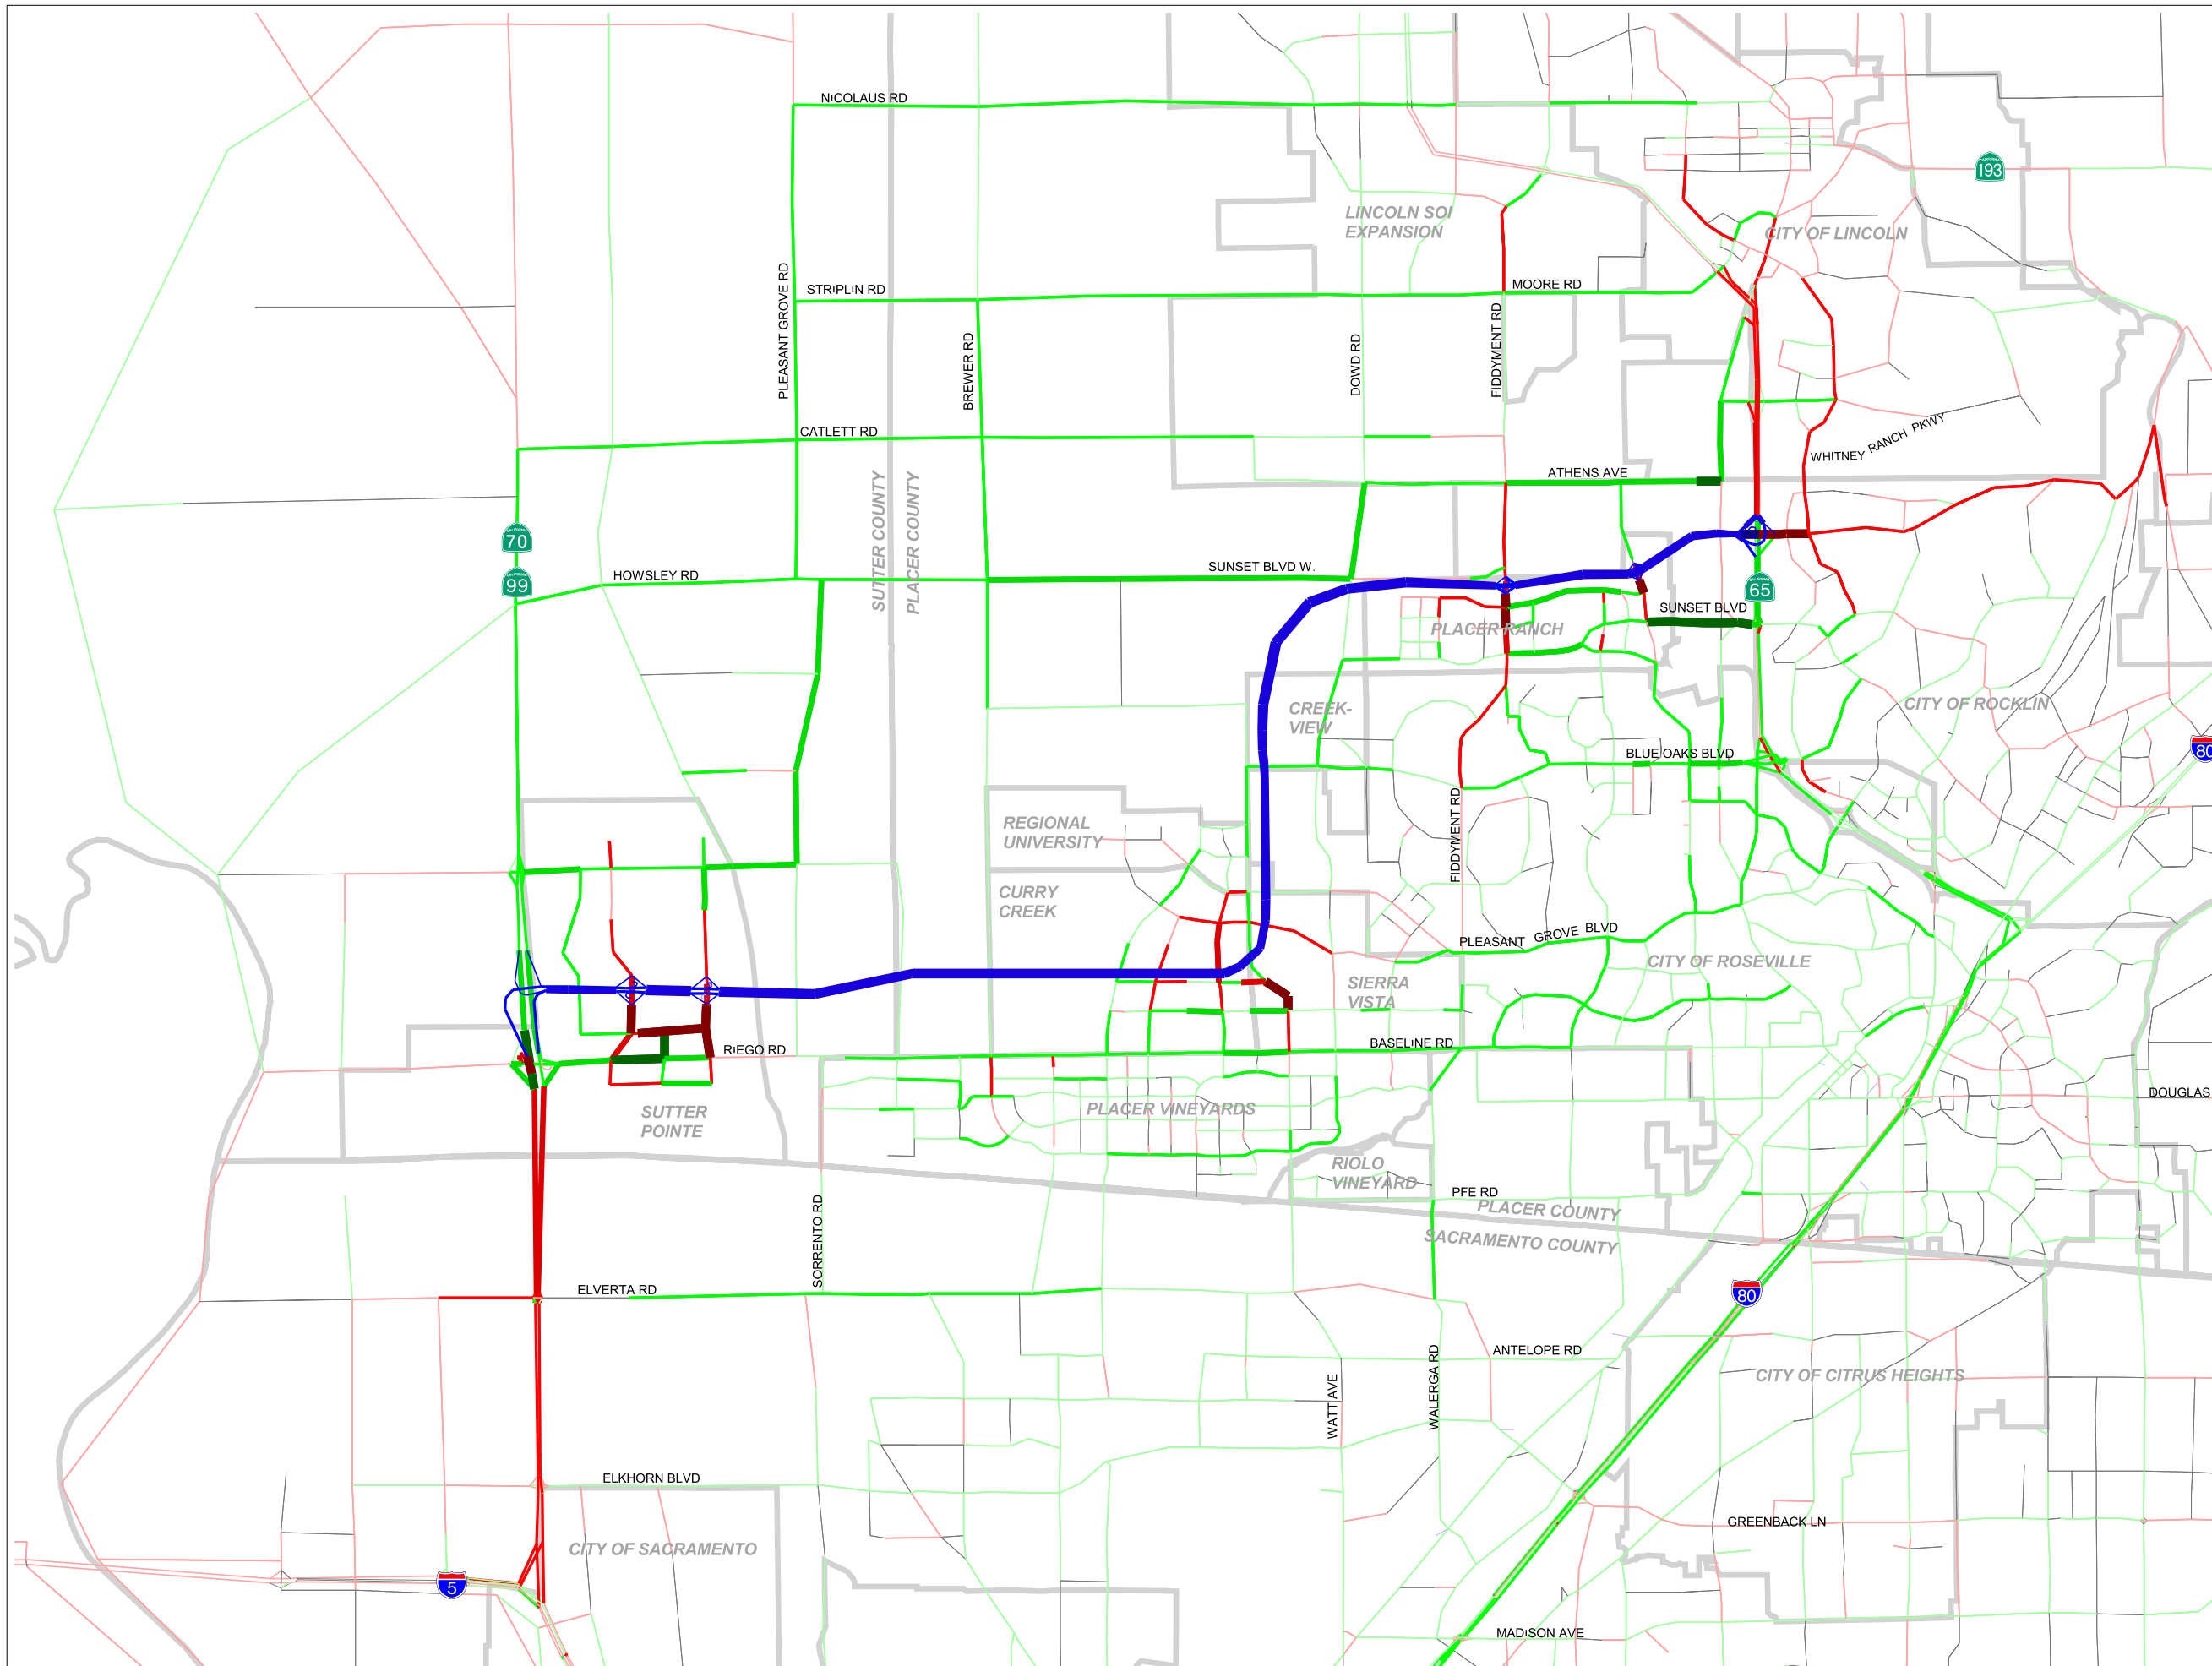 NICOLAUS RD
193
LINCOLN SOI
EXPANSION
CITY OF LINCOLN
PLEASANT GROVE RD
STRIPLIN RD
MOORE RD
BREWER RD
DOWD RD
FIDDYMENT RD
CATLETT RD
WHITNEY RANCH PKWY
ATHENS AVE
SUTTER COUNTY
PLACER COUNTY
70
99
HOWSLEY RD
SUNSET BLVD W.
65
SUNSET BLVD
PLACER RANCH
CREEK-
VIEW
CITY OF ROCKLIN
BLUE OAKS BLVD
80
REGIONAL
UNIVERSITY
FIDDYMENT RD
CURRY
CREEK
PLEASANT GROVE BLVD
CITY OF ROSEVILLE
SIERRA
VISTA
RIEGO RD
BASELINE RD
DOUGLAS
SUTTER
POINTE
PLACER VINEYARDS
RIOLO
VINEYARD
PFE RD
PLACER COUNTY
SACRAMENTO COUNTY
SORRENTO RD
ELVERTA RD
80
ANTELOPE RD
CITY OF CITRUS HEIGHTS
WATT AVE
WALERGA RD
ELKHORN BLVD
GREENBACK LN
CITY OF SACRAMENTO
5
MADISON AVE